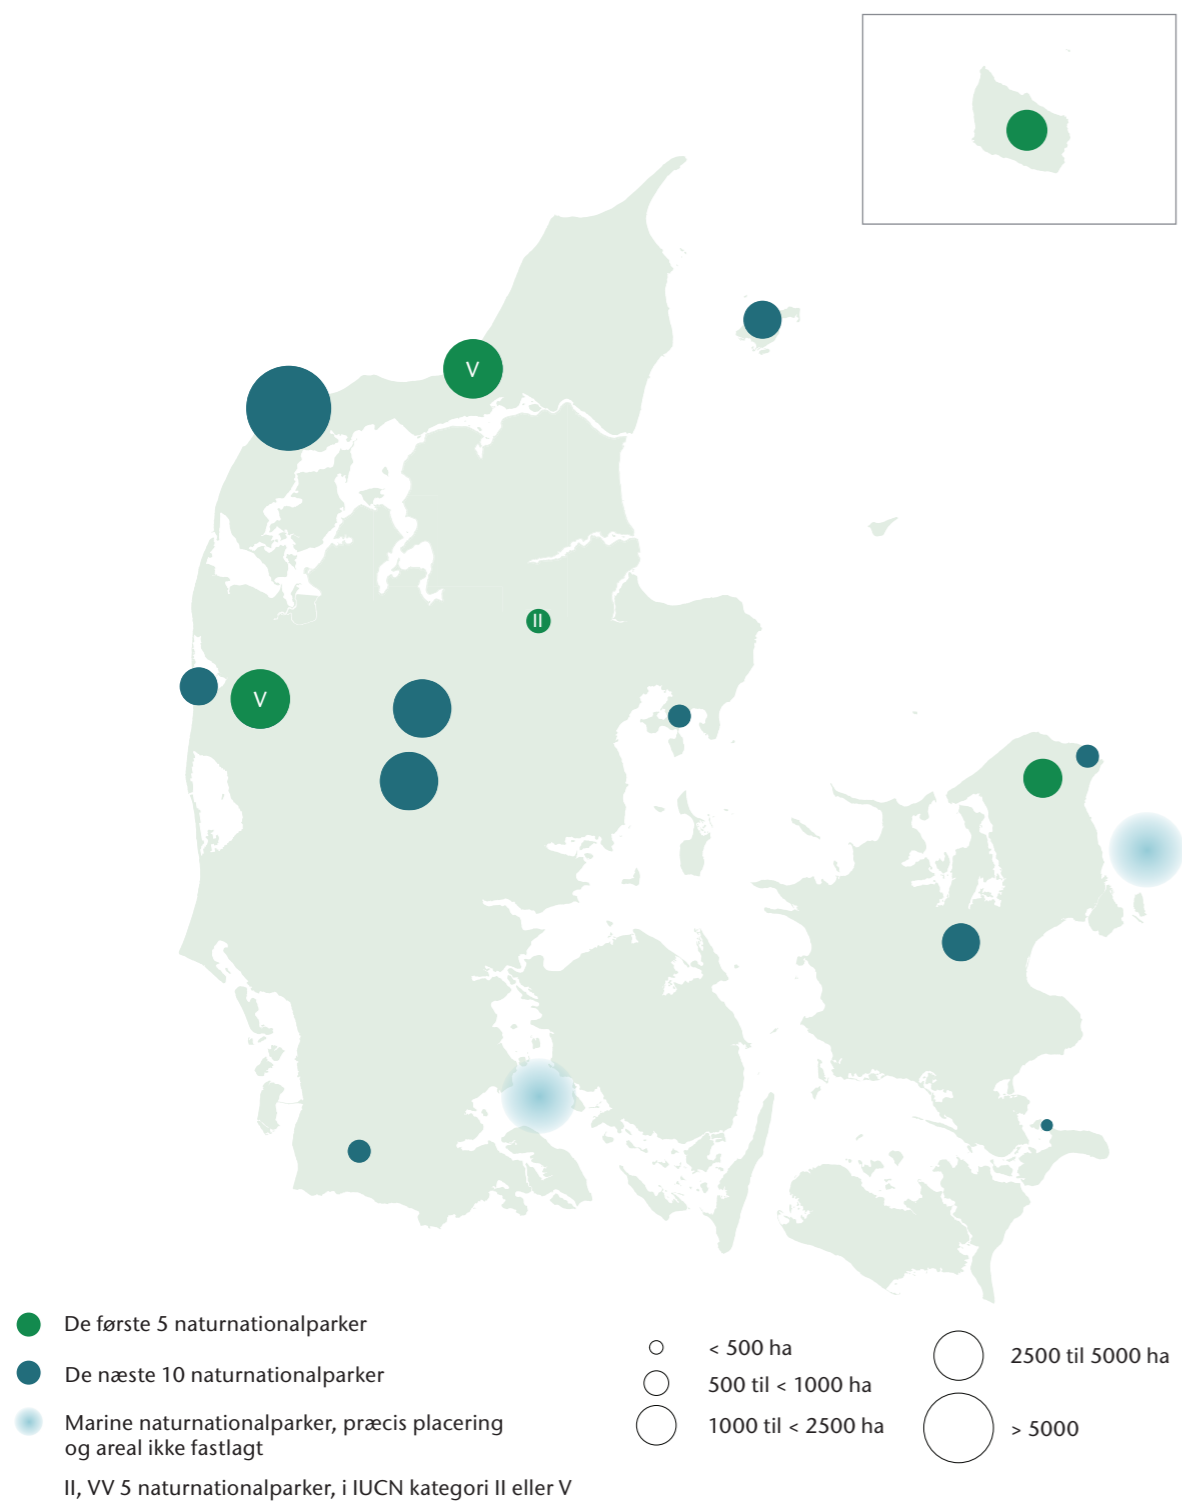 V
V
II
De første 5 naturnationalparker
De næste 10 naturnationalparker
Marine naturnationalparker, præcis placering
og areal ikke fastlagt
II, VV 5 naturnationalparker, i IUCN kategori II eller V
< 500 ha
500 til < 1000 ha
1000 til < 2500 ha
2500 til 5000 ha
> 5000